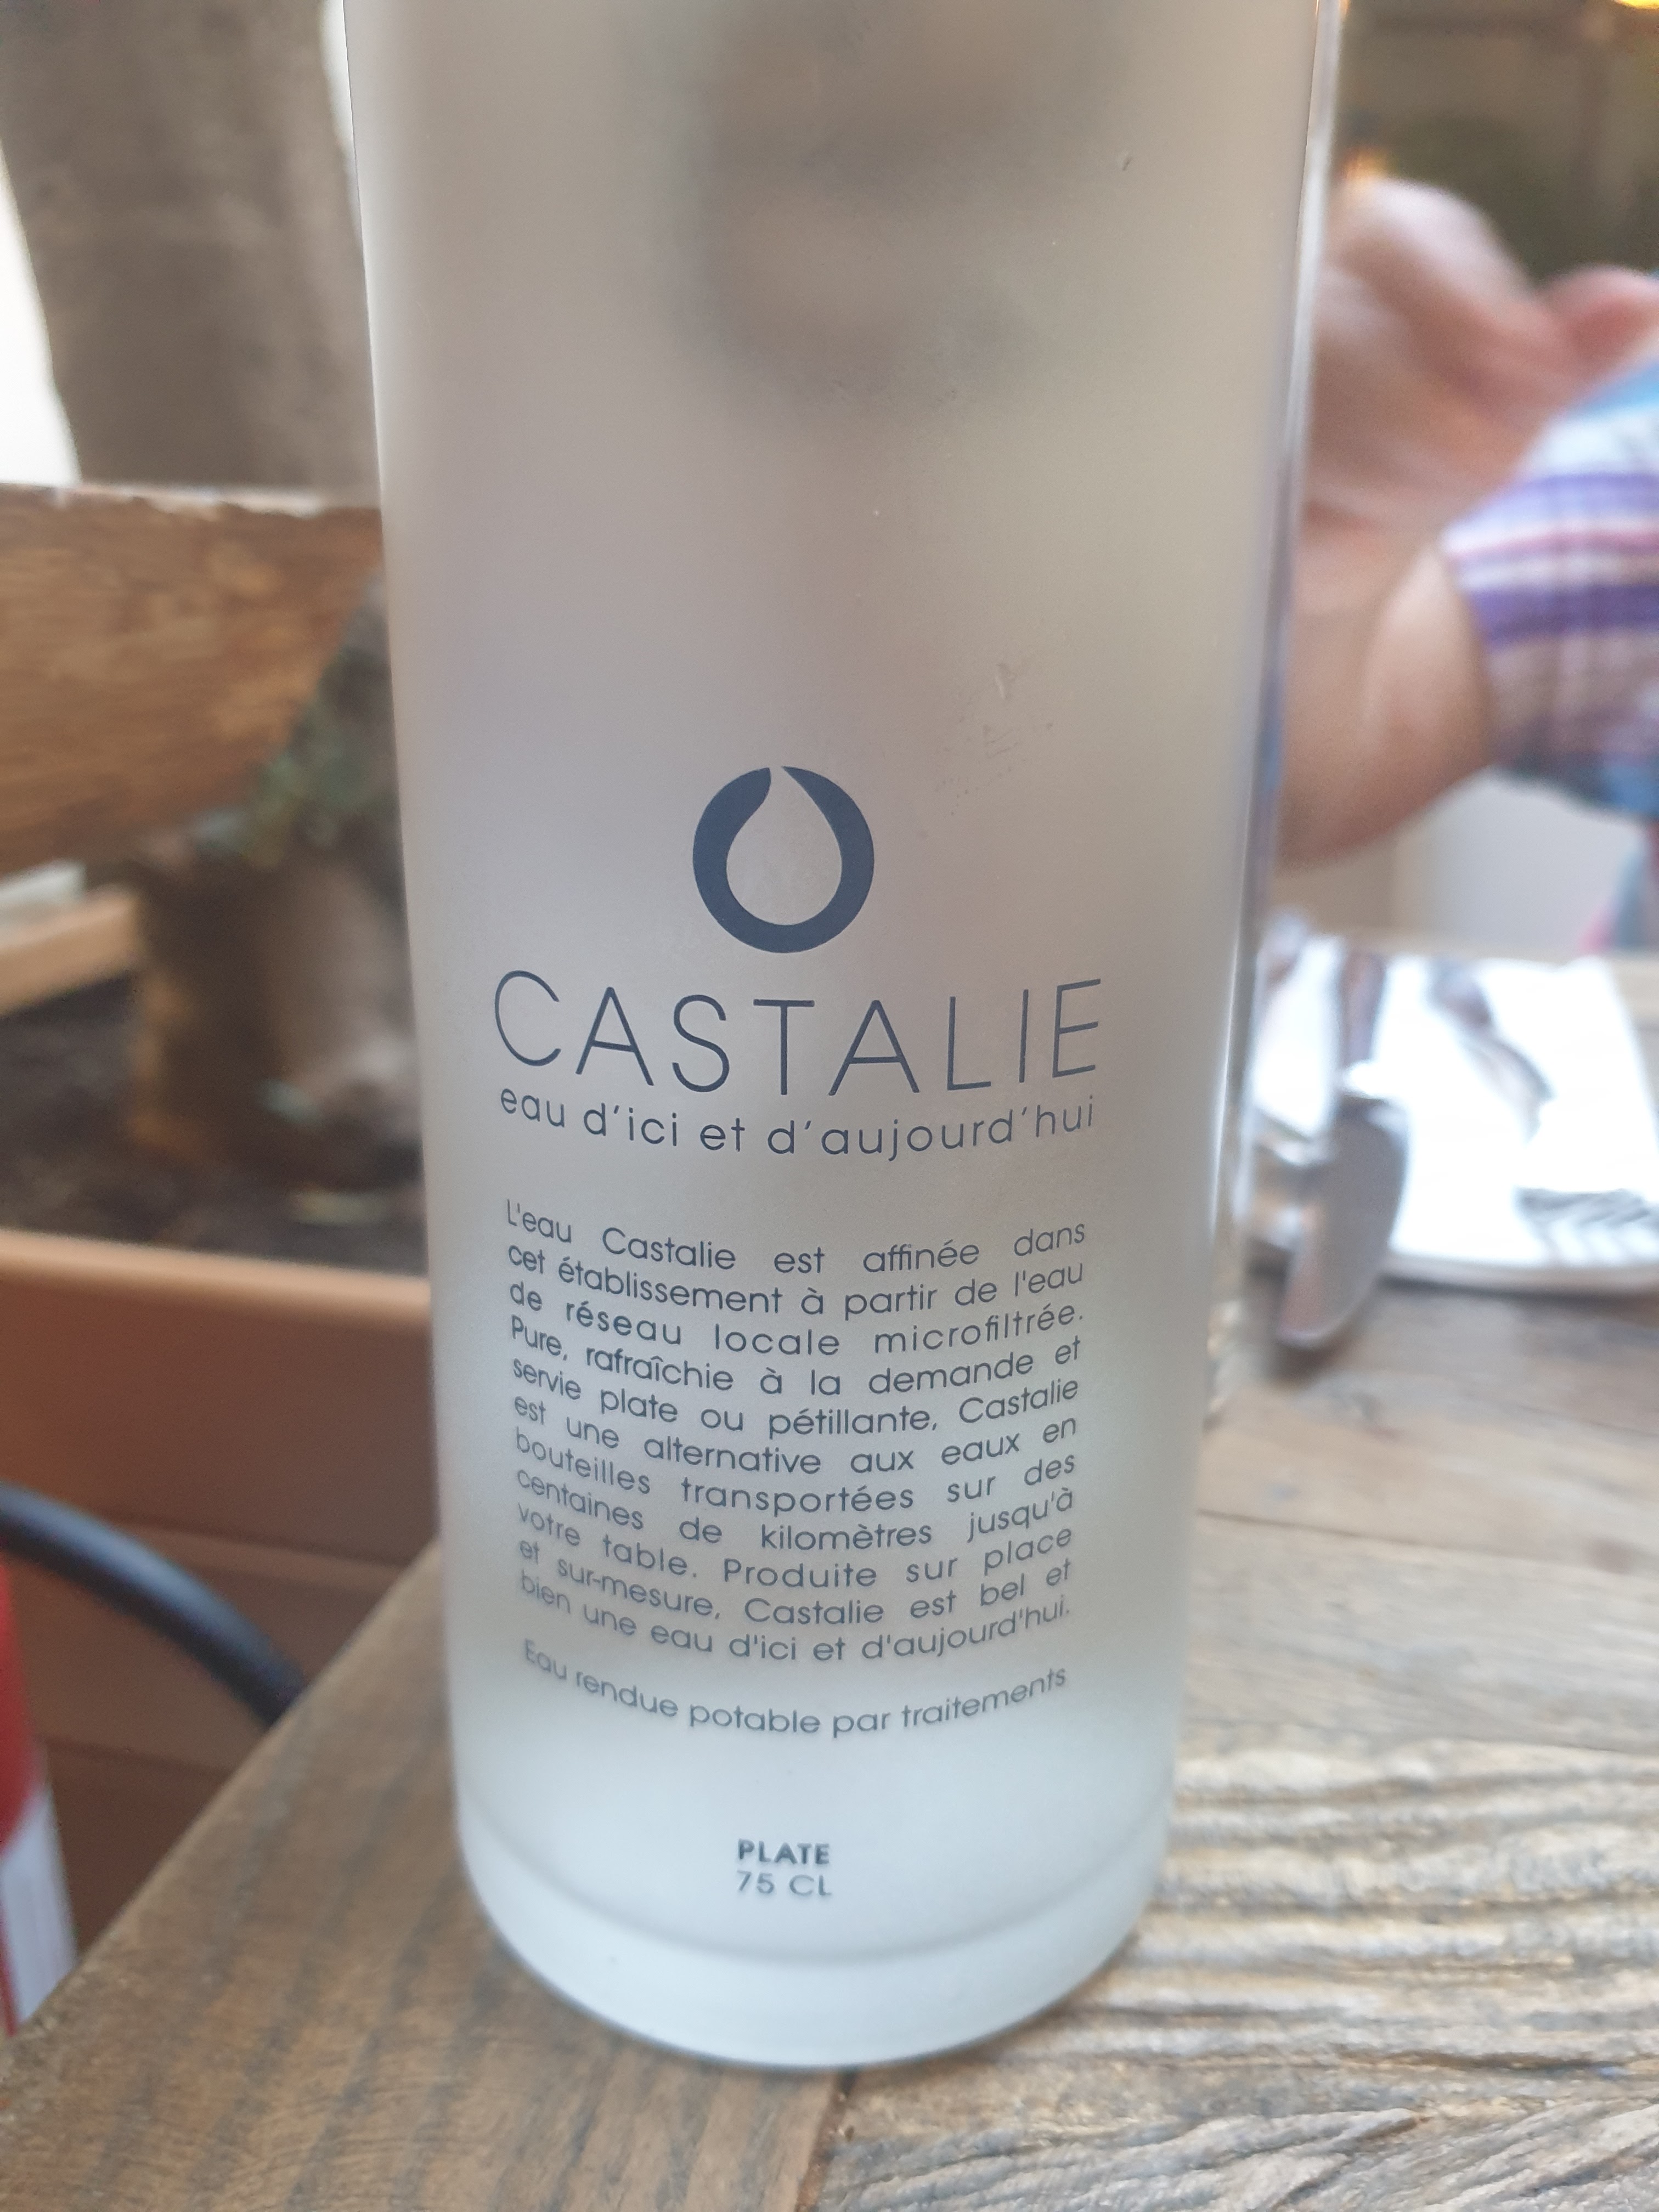 CASTALIE
eau d'ici et d'aujourd'hui
L'eau Castalie est affinée dans
cet établissement à partir de l'eau
de réseau locale microfiltrée.
Pure, rafraîchie à la demande et
servie plate ou pétillante, Castalie
est une alternative aux eaux en
bouteilles transportées sur des
centaines de kilomètres jusqu'à
votre table. Produite sur place
et sur-mesure, Castalie est bel et
bien une eau d'ici et d'aujourd'hui.
Eau rendue potable par traitements
PLATE
75 CL